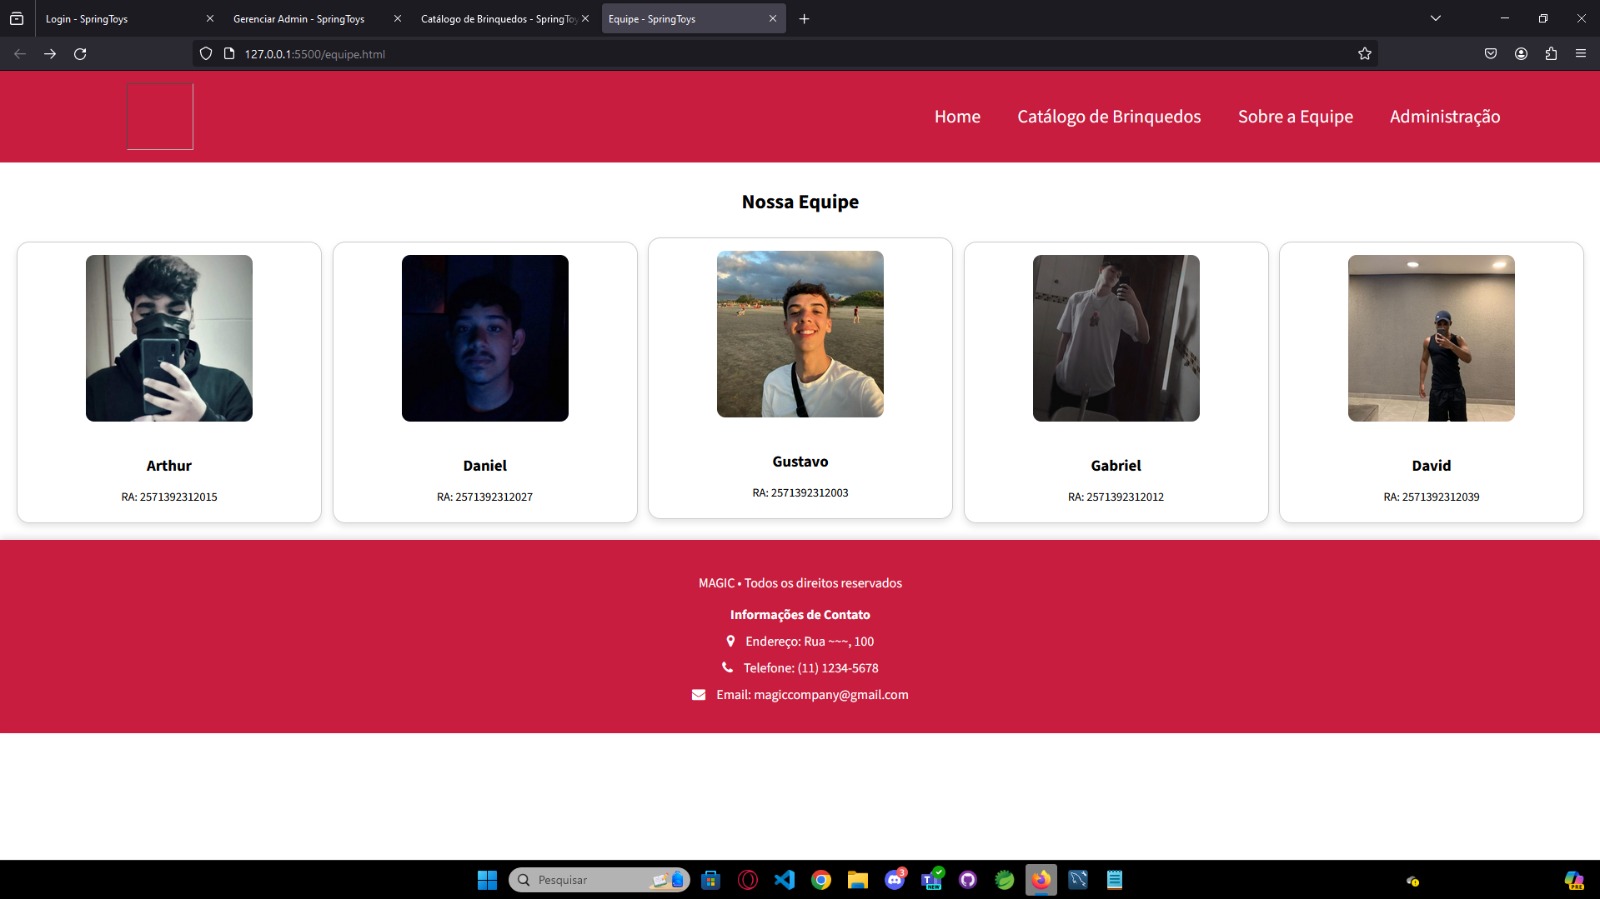 Login - SpringToys
Gerenciar Admin - SpringToys
Catálogo de Brinquedos - SpringTo
Equipe - SpringToys
127.0.0.1:5500/equipe.html
Home
Catálogo de Brinquedos
Sobre a Equipe
Administração
Nossa Equipe
Arthur
RA: 2571392312015
Daniel
RA: 2571392312027
Gustavo
RA: 2571392312003
Gabriel
RA: 2571392312012
David
RA: 2571392312039
MAGIC • Todos os direitos reservados
Informações de Contato
Endereço: Rua ~~~, 100
Telefone: (11) 1234-5678
Email: magiccompany@gmail.com
Pesquisar
3
NEW
PRE